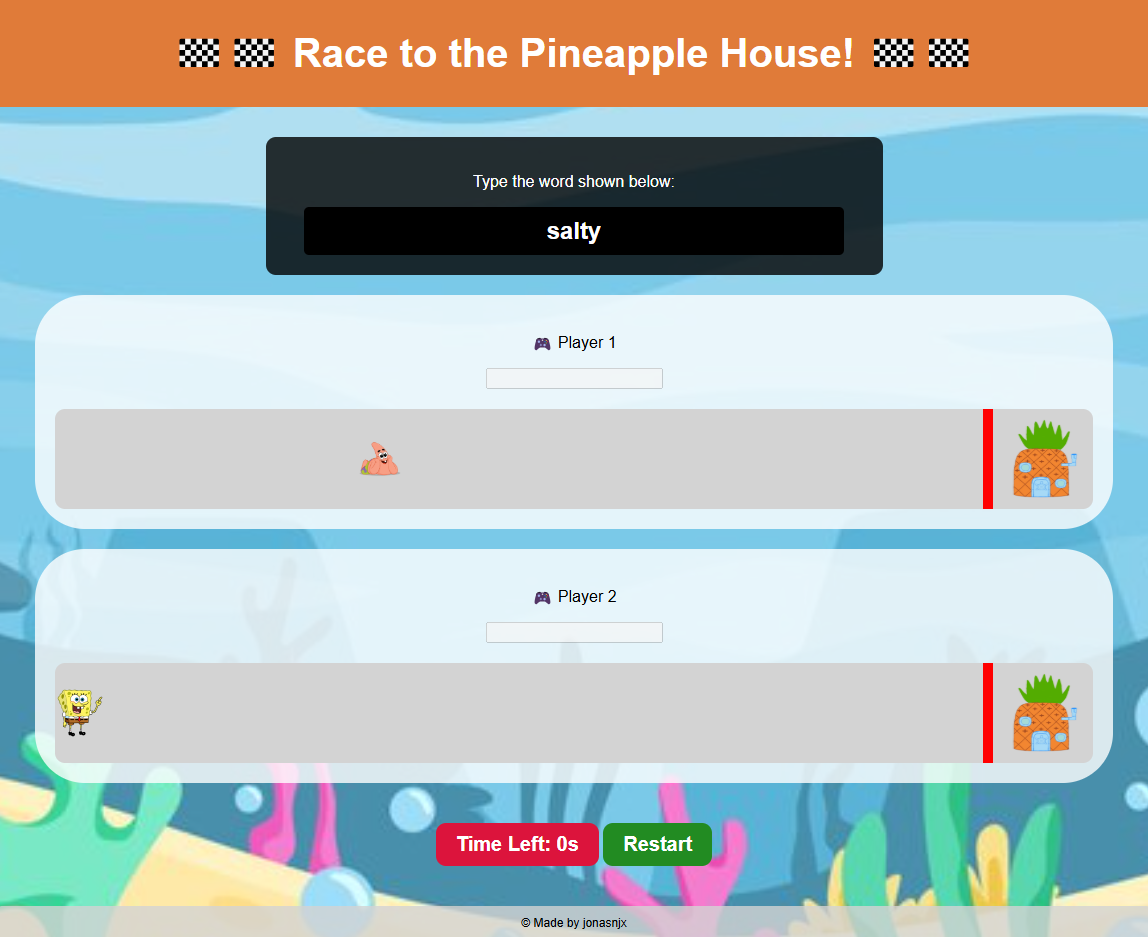 Race to the Pineapple House!
Type the word shown below:
salty
Player 1
Player 2
Time Left: 0s
Restart
© Made by jonasnjx